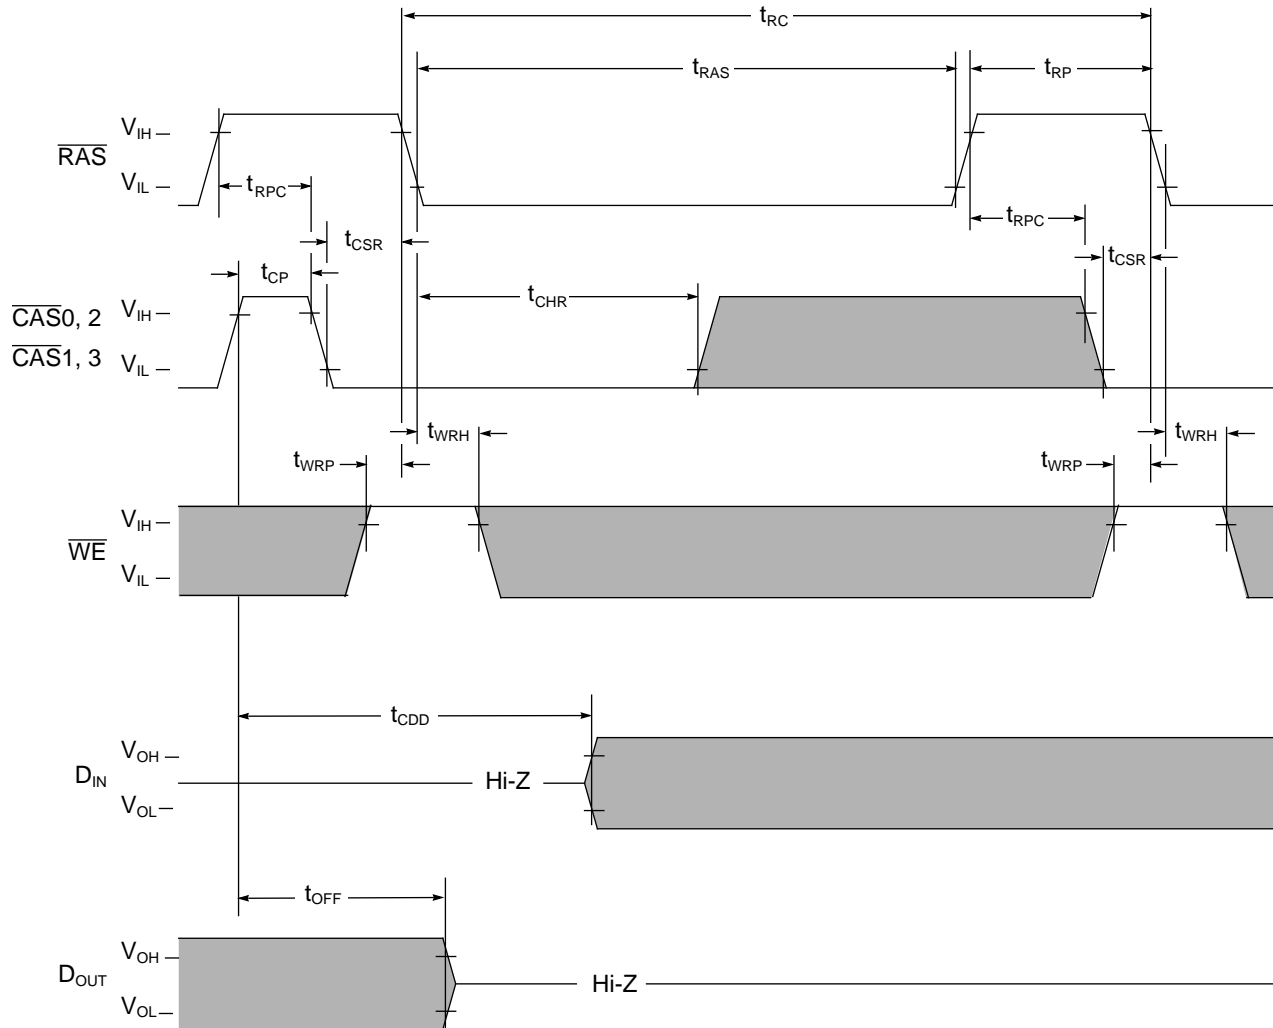 tRC
tRAS
tRP
VIH
RAS
VIL
tRPC
tRPC
tCSR
tCSR
tCP
tCHR
VIH
CAS0, 2
CAS1, 3
VIL
tWRH
tWRH
tWRP
tWRP
VIH
WE
VIL
tCDD
VOH
DIN
Hi-Z
VOL
tOFF
VOH
DOUT
Hi-Z
VOL